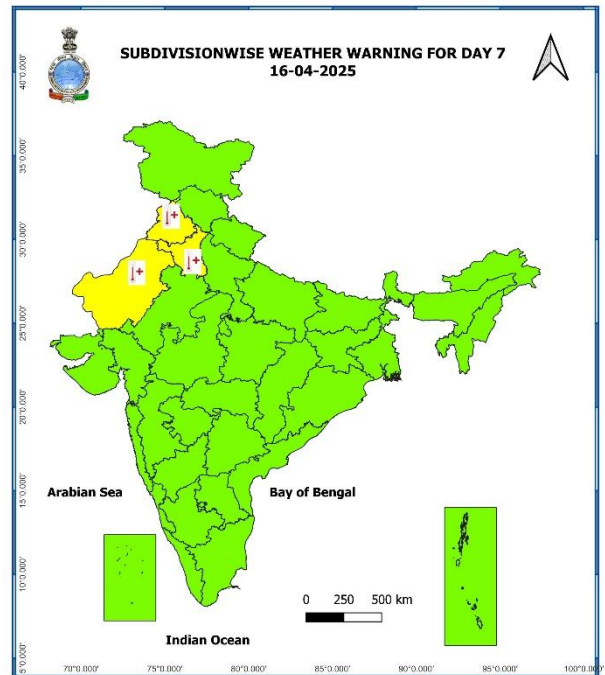 SUBDIVISIONWISE WEATHER WARNING FOR DAY 7
16-04-2025
40°0.000'
35°0.000'
30°0.000'
25°0.000'
20°0.000'
15°0.000'
10°0.000'
5°0.000'
Arabian Sea
Bay of Bengal
0 250 500 km
Indian Ocean
70°0.000' 75°0.000' 80°0.000' 85°0.000' 90°0.000' 95°0.000' 100°0.000'